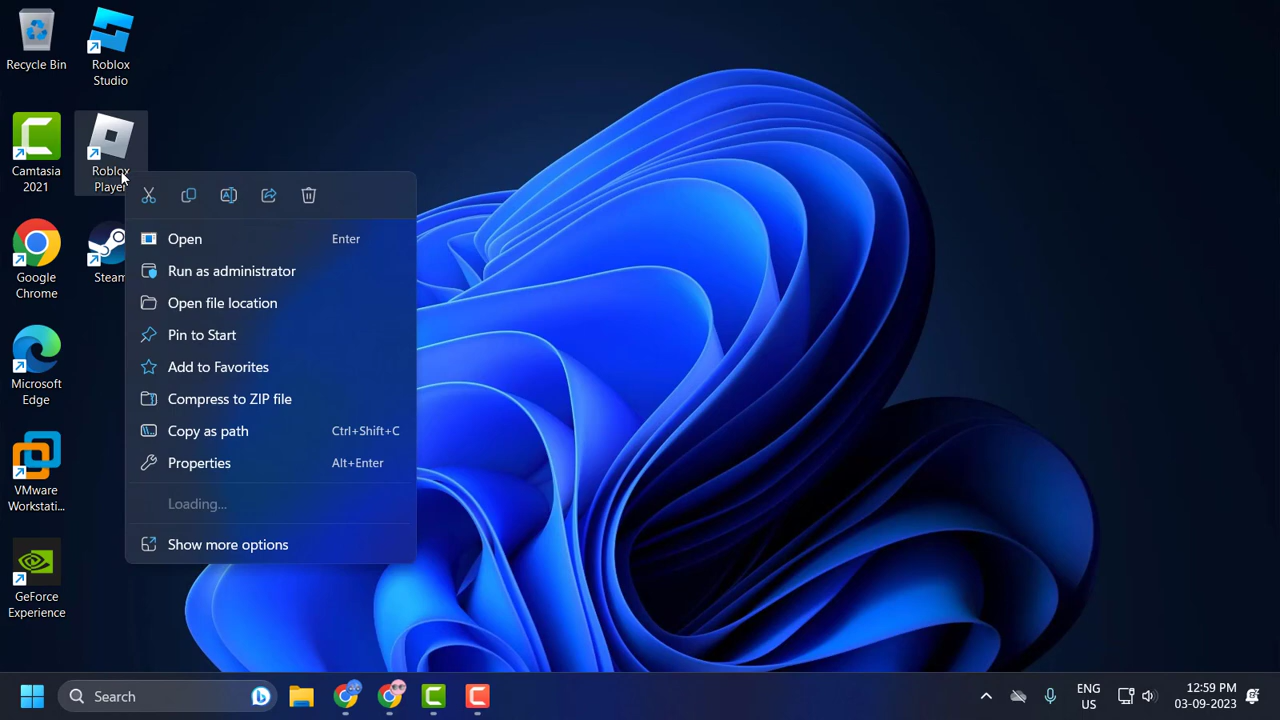 Recycle Bin
Roblox
Studio
Camtasia
2021
Roblox
Player
Google
Chrome
Steam
Microsoft
Edge
VMware
Workstati...
GeForce
Experience
Open Enter
Run as administrator
Open file location
Pin to Start
Add to Favorites
Compress to ZIP file
Copy as path Ctrl+Shift+C
Properties Alt+Enter
Loading...
Show more options
Search
ENG
US
12:59 PM
03-09-2023